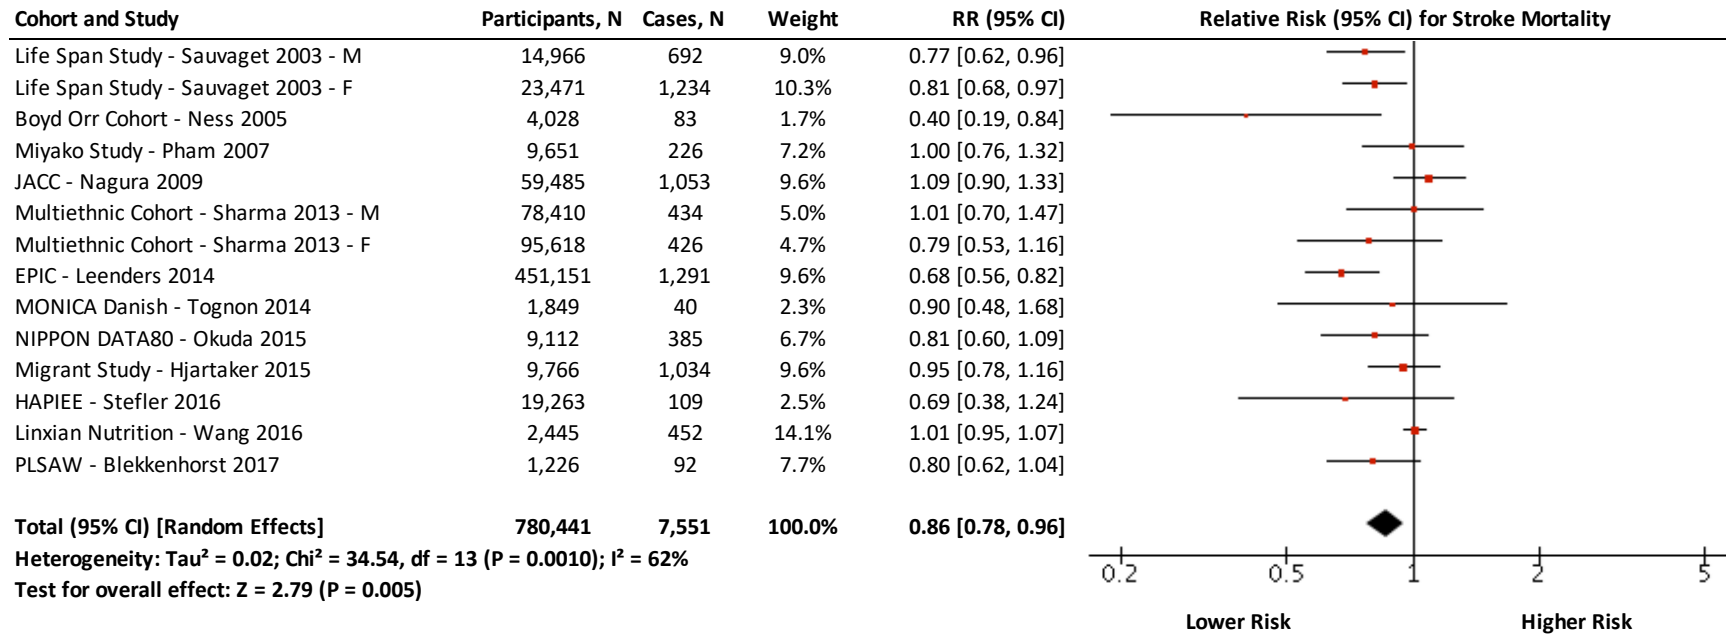 Cohort and Study Participants, N Cases, N Weight RR (95% CI) Relative Risk (95% CI) for Stroke Mortality
Life Span Study - Sauvaget 2003 - M 14,966 692 9.0% 0.77 [0.62, 0.96]
Life Span Study - Sauvaget 2003 - F 23,471 1,234 10.3% 0.81 [0.68, 0.97]
Boyd Orr Cohort - Ness 2005 4,028 83 1.7% 0.40 [0.19, 0.84]
Miyako Study - Pham 2007 9,651 226 7.2% 1.00 [0.76, 1.32]
JACC - Nagura 2009 59,485 1,053 9.6% 1.09 [0.90, 1.33]
Multiethnic Cohort - Sharma 2013 - M 78,410 434 5.0% 1.01 [0.70, 1.47]
Multiethnic Cohort - Sharma 2013 - F 95,618 426 4.7% 0.79 [0.53, 1.16]
EPIC - Leenders 2014 451,151 1,291 9.6% 0.68 [0.56, 0.82]
MONICA Danish - Tognon 2014 1,849 40 2.3% 0.90 [0.48, 1.68]
NIPPON DATA80 - Okuda 2015 9,112 385 6.7% 0.81 [0.60, 1.09]
Migrant Study - Hjartaker 2015 9,766 1,034 9.6% 0.95 [0.78, 1.16]
HAPIEE - Stefler 2016 19,263 109 2.5% 0.69 [0.38, 1.24]
Linxian Nutrition - Wang 2016 2,445 452 14.1% 1.01 [0.95, 1.07]
PLSAW - Blekkenhorst 2017 1,226 92 7.7% 0.80 [0.62, 1.04]
Total (95% CI) [Random Effects] 780,441 7,551 100.0% 0.86 [0.78, 0.96]
Heterogeneity: Tau² = 0.02; Chi² = 34.54, df = 13 (P = 0.0010); I² = 62%
Test for overall effect: Z = 2.79 (P = 0.005)
0.2 0.5 1 2 5
Lower Risk Higher Risk